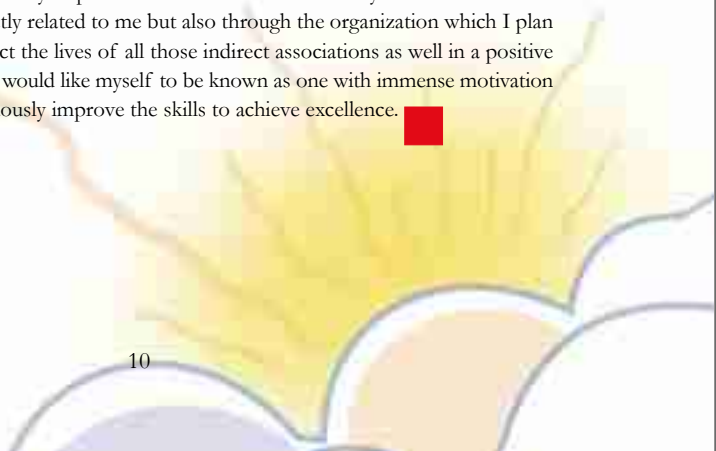 tly related to me but also through the organization which I plan
ct the lives of all those indirect associations as well in a positive
would like myself to be known as one with immense motivation
ously improve the skills to achieve excellence.
10